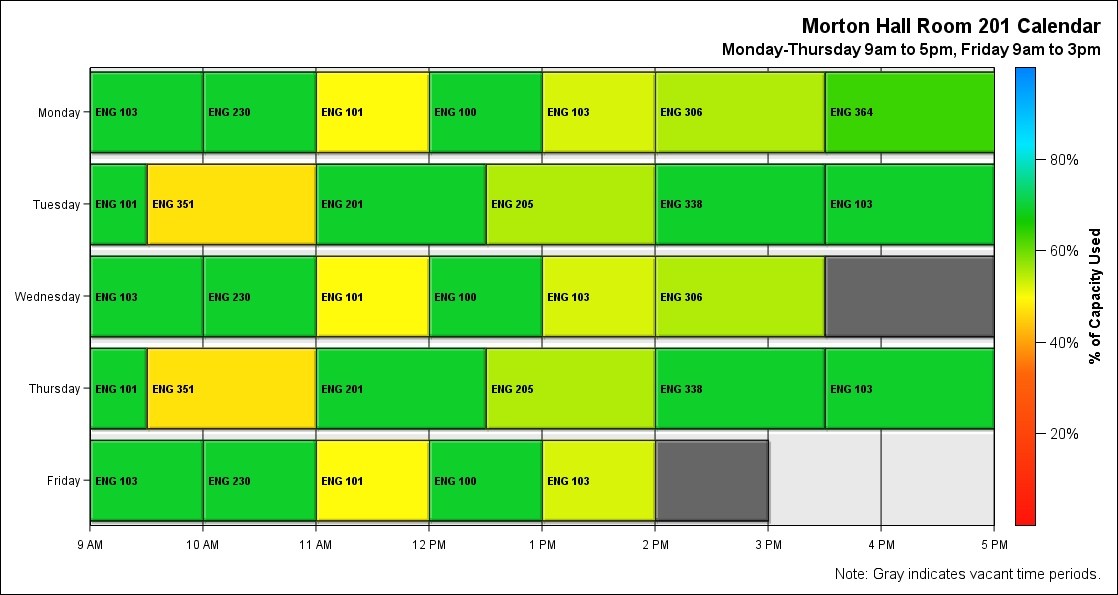 Morton Hall Room 201 Calendar
Monday-Thursday 9am to 5pm, Friday 9am to 3pm
Monday
ENG 103
ENG 230
ENG 101
ENG 100
ENG 103
ENG 306
ENG 364
Tuesday
ENG 101
ENG 351
ENG 201
ENG 205
ENG 338
ENG 103
Wednesday
ENG 103
ENG 230
ENG 101
ENG 100
ENG 103
ENG 306
Thursday
ENG 101
ENG 351
ENG 201
ENG 205
ENG 338
ENG 103
Friday
ENG 103
ENG 230
ENG 101
ENG 100
ENG 103
9 AM
10 AM
11 AM
12 PM
1 PM
2 PM
3 PM
4 PM
5 PM
80%
60%
40%
20%
% of Capacity Used
Note: Gray indicates vacant time periods.